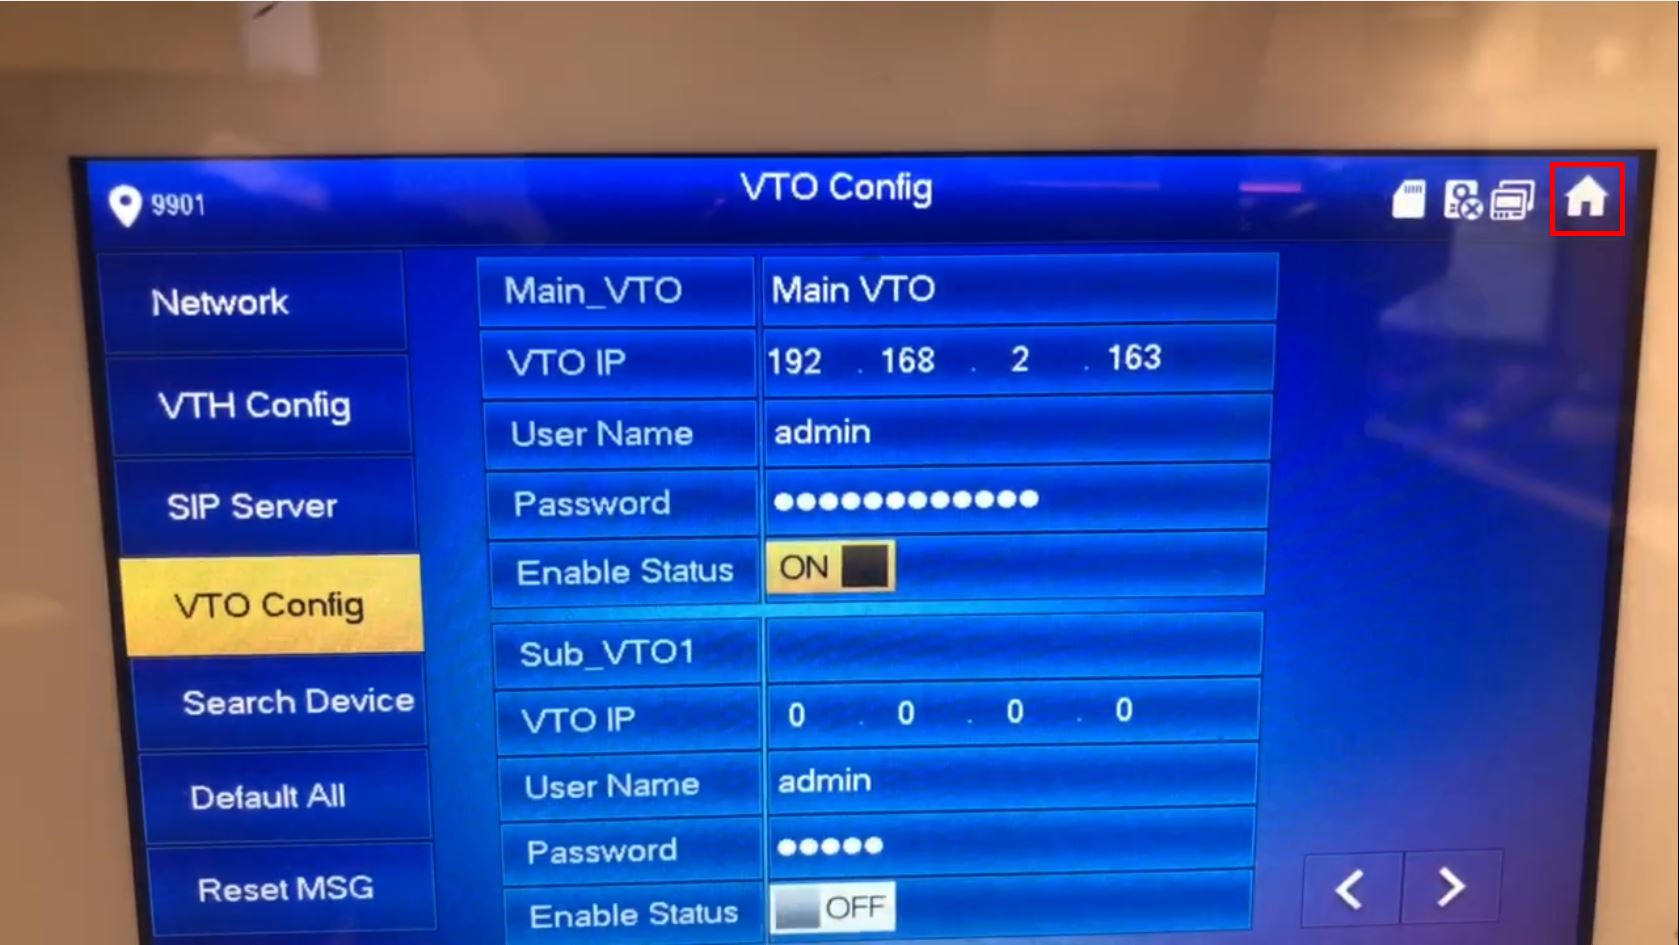 9901
VTO Config
Network
VTH Config
SIP Server
VTO Config
Search Device
Default All
Reset MSG
Main_VTO Main VTO
VTO IP 192 . 168 . 2 . 163
User Name admin
Password ●●●●●●●●●●●●
Enable Status ON
Sub_VTO1
VTO IP 0 . 0 . 0 . 0
User Name admin
Password ●●●●●
Enable Status OFF